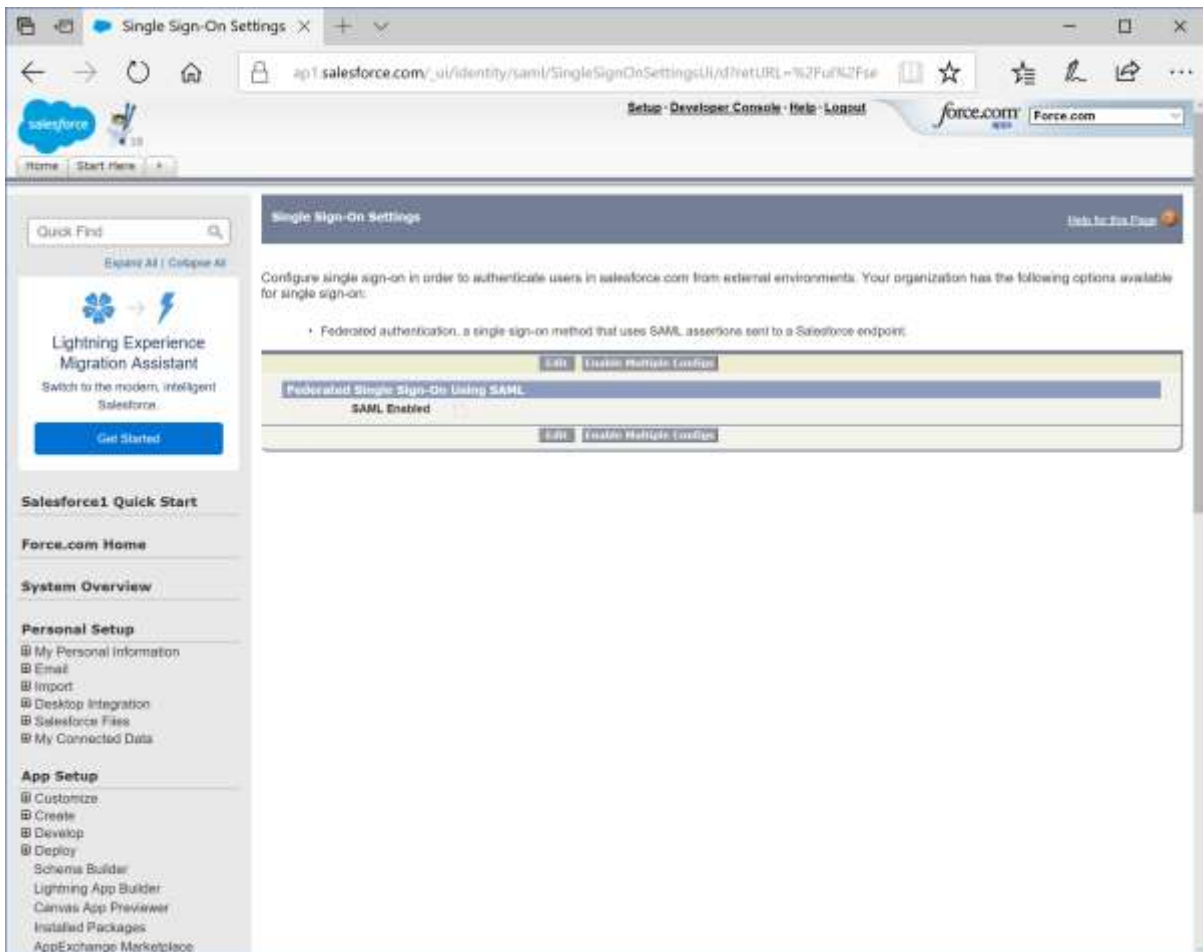 Single Sign-On Settings
ap1.salesforce.com/_ui/identity/saml/SingleSignOnSettingsUi/d?retURL=%2Fui%2Fse
salesforce
Setup · Developer Console · Help · Logout
force.com
apps
Force.com
Home
Start Here
+
Quick Find
Expand All | Collapse All
Lightning Experience
Migration Assistant
Switch to the modern, intelligent
Salesforce.
Get Started
Salesforce1 Quick Start
Force.com Home
System Overview
Personal Setup
My Personal Information
Email
Import
Desktop Integration
Salesforce Files
My Connected Data
App Setup
Customize
Create
Develop
Deploy
Schema Builder
Lightning App Builder
Canvas App Previewer
Installed Packages
AppExchange Marketplace
Single Sign-On Settings
Help for this Page
Configure single sign-on in order to authenticate users in salesforce.com from external environments. Your organization has the following options available
for single sign-on:
• Federated authentication, a single sign-on method that uses SAML assertions sent to a Salesforce endpoint.
Edit Enable Multiple Configs
Federated Single Sign-On Using SAML
SAML Enabled
Edit Enable Multiple Configs